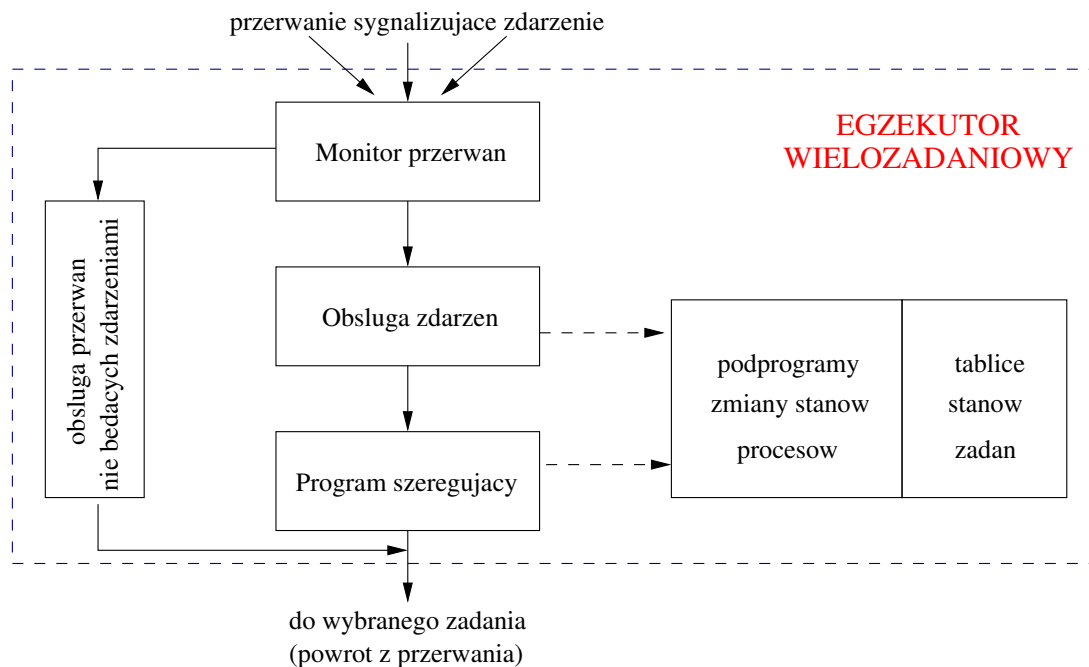 przerwanie sygnalizujace zdarzenie
EGZEKUTOR
WIELOZADANIOWY
Monitor przerwan
obsluga przerwan
nie bedacych zdarzeniami
Obsluga zdarzen
podprogramy
zmiany stanow
procesow
tablice
stanow
zadan
Program szeregujacy
do wybranego zadania
(powrot z przerwania)